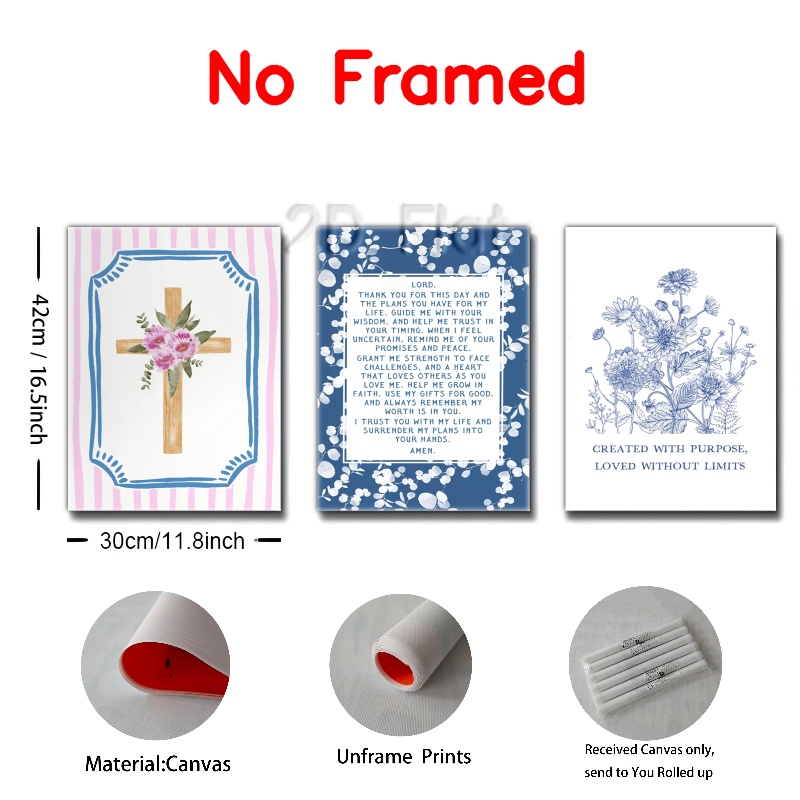 No Framed
2D Flat
42cm / 16.5inch
30cm/11.8inch
LORD,
THANK YOU FOR THIS DAY AND
THE PLANS YOU HAVE FOR MY
LIFE. GUIDE ME WITH YOUR
WISDOM, AND HELP ME TRUST IN
YOUR TIMING. WHEN I FEEL
UNCERTAIN, REMIND ME OF YOUR
PROMISES AND PEACE.
GRANT ME STRENGTH TO FACE
CHALLENGES, AND A HEART
THAT LOVES OTHERS AS YOU
LOVE ME. HELP ME GROW IN
FAITH, USE MY GIFTS FOR GOOD,
AND ALWAYS REMEMBER MY
WORTH IS IN YOU.
I TRUST YOU WITH MY LIFE AND
SURRENDER MY PLANS INTO
YOUR HANDS.
AMEN.
CREATED WITH PURPOSE,
LOVED WITHOUT LIMITS
Material:Canvas
Unframe Prints
Received Canvas only,
send to You Rolled up